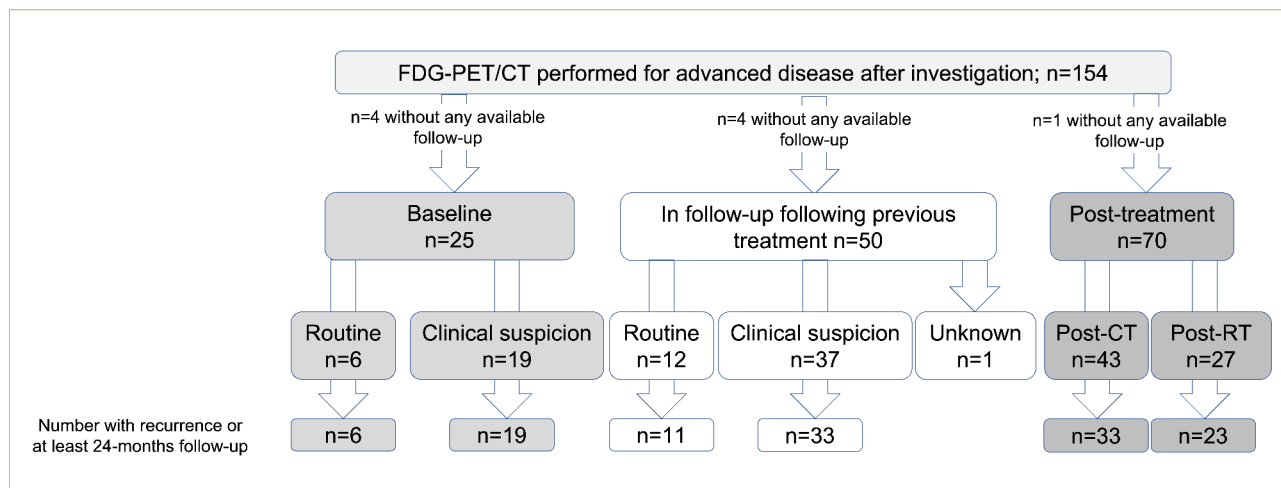 FDG-PET/CT performed for advanced disease after investigation; n=154
n=4 without any available
follow-up
n=4 without any available
follow-up
n=1 without any available
follow-up
Baseline
n=25
In follow-up following previous
treatment n=50
Post-treatment
n=70
Routine
n=6
Clinical suspicion
n=19
Routine
n=12
Clinical suspicion
n=37
Unknown
n=1
Post-CT
n=43
Post-RT
n=27
Number with recurrence or
at least 24-months follow-up
n=6
n=19
n=11
n=33
n=33
n=23